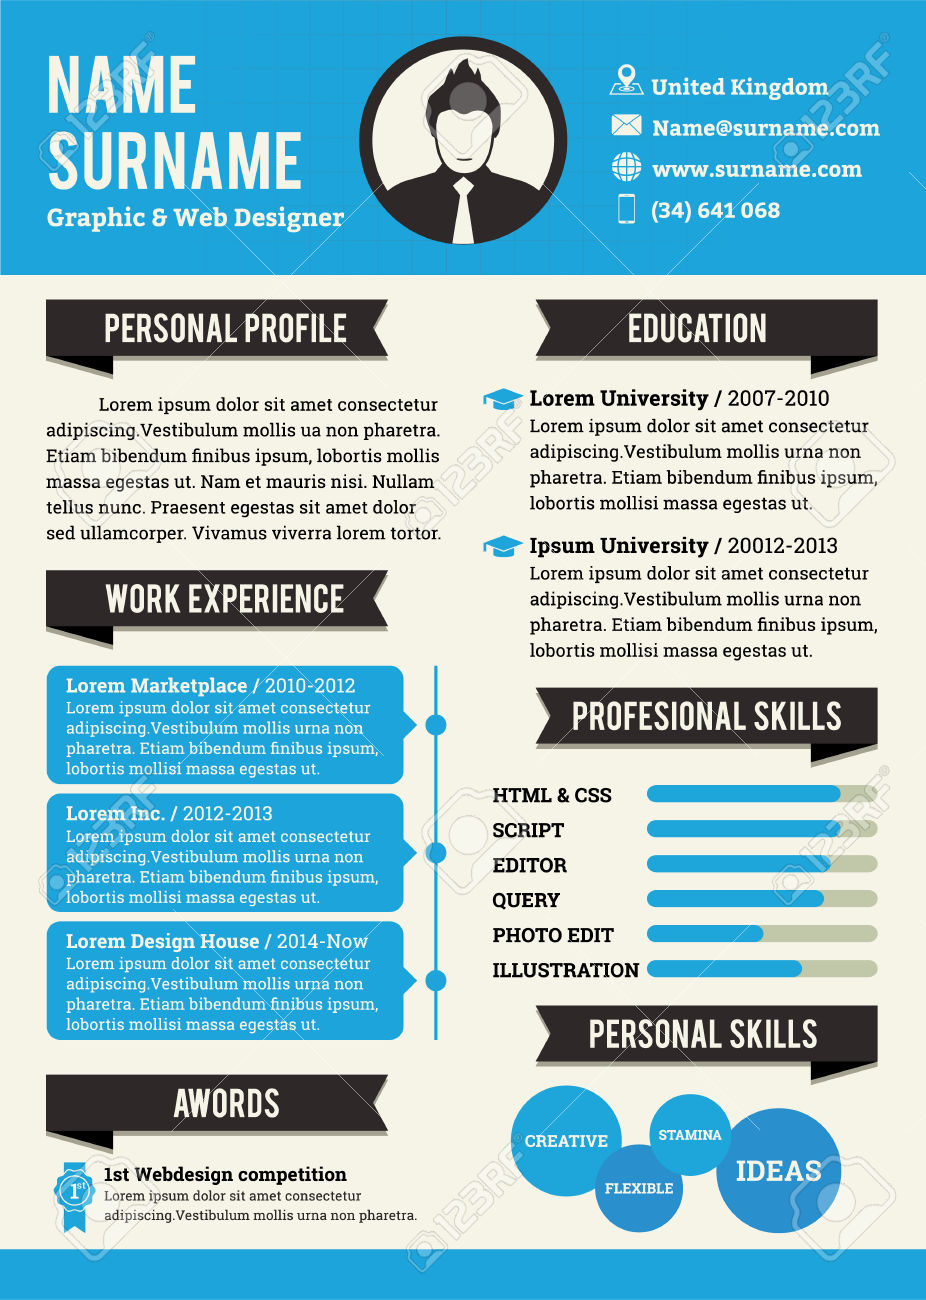 NAME
SURNAME
Graphic & Web Designer
United Kingdom
Name@surname.com
www.surname.com
(34) 641 068
PERSONAL PROFILE
Lorem ipsum dolor sit amet consectetur
adipiscing.Vestibulum mollis ua non pharetra.
Etiam bibendum finibus ipsum, lobortis mollis
massa egestas ut. Nam et mauris nisi. Nullam
tellus nunc. Praesent egestas sit amet dolor
sed ullamcorper. Vivamus viverra lorem tortor.
WORK EXPERIENCE
Lorem Marketplace / 2010-2012
Lorem ipsum dolor sit amet consectetur
adipiscing.Vestibulum mollis urna non
pharetra. Etiam bibendum finibus ipsum,
lobortis mollisi massa egestas ut.
Lorem Inc. / 2012-2013
Lorem ipsum dolor sit amet consectetur
adipiscing.Vestibulum mollis urna non
pharetra. Etiam bibendum finibus ipsum,
lobortis mollisi massa egestas ut.
Lorem Design House / 2014-Now
Lorem ipsum dolor sit amet consectetur
adipiscing.Vestibulum mollis urna non
pharetra. Etiam bibendum finibus ipsum,
lobortis mollisi massa egestas ut.
AWORDS
1st
1st Webdesign competition
Lorem ipsum dolor sit amet consectetur
adipiscing.Vestibulum mollis urna non pharetra.
EDUCATION
Lorem University / 2007-2010
Lorem ipsum dolor sit amet consectetur
adipiscing.Vestibulum mollis urna non
pharetra. Etiam bibendum finibus ipsum,
lobortis mollis massa egestas ut.
Ipsum University / 20012-2013
Lorem ipsum dolor sit amet consectetur
adipiscing.Vestibulum mollis urna non
pharetra. Etiam bibendum finibus ipsum,
lobortis mollis massa egestas ut.
PROFESIONAL SKILLS
HTML & CSS
SCRIPT
EDITOR
QUERY
PHOTO EDIT
ILLUSTRATION
PERSONAL SKILLS
CREATIVE
STAMINA
FLEXIBLE
IDEAS
123RF
123RF
123RF
123RF
123RF
123RF
123RF